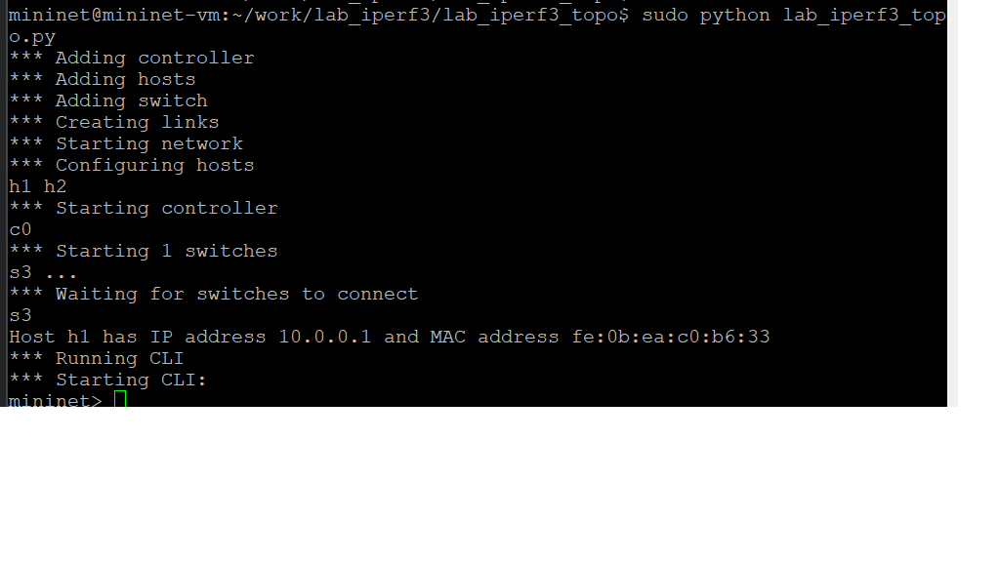 mininet@mininet-vm:~/work/lab_iperf3/lab_iperf3_topo$ sudo python lab_iperf3_top
o.py
*** Adding controller
*** Adding hosts
*** Adding switch
*** Creating links
*** Starting network
*** Configuring hosts
h1 h2
*** Starting controller
c0
*** Starting 1 switches
s3 ...
*** Waiting for switches to connect
s3
Host h1 has IP address 10.0.0.1 and MAC address fe:0b:ea:c0:b6:33
*** Running CLI
*** Starting CLI:
mininet>